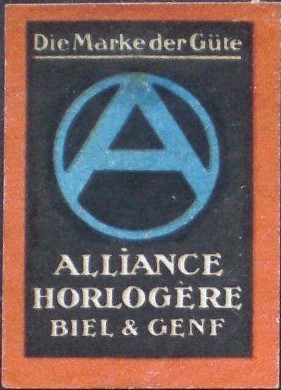 Die Marke der Güte
A
ALLiANCE
HORLOGÈRE
BIEL & GENF